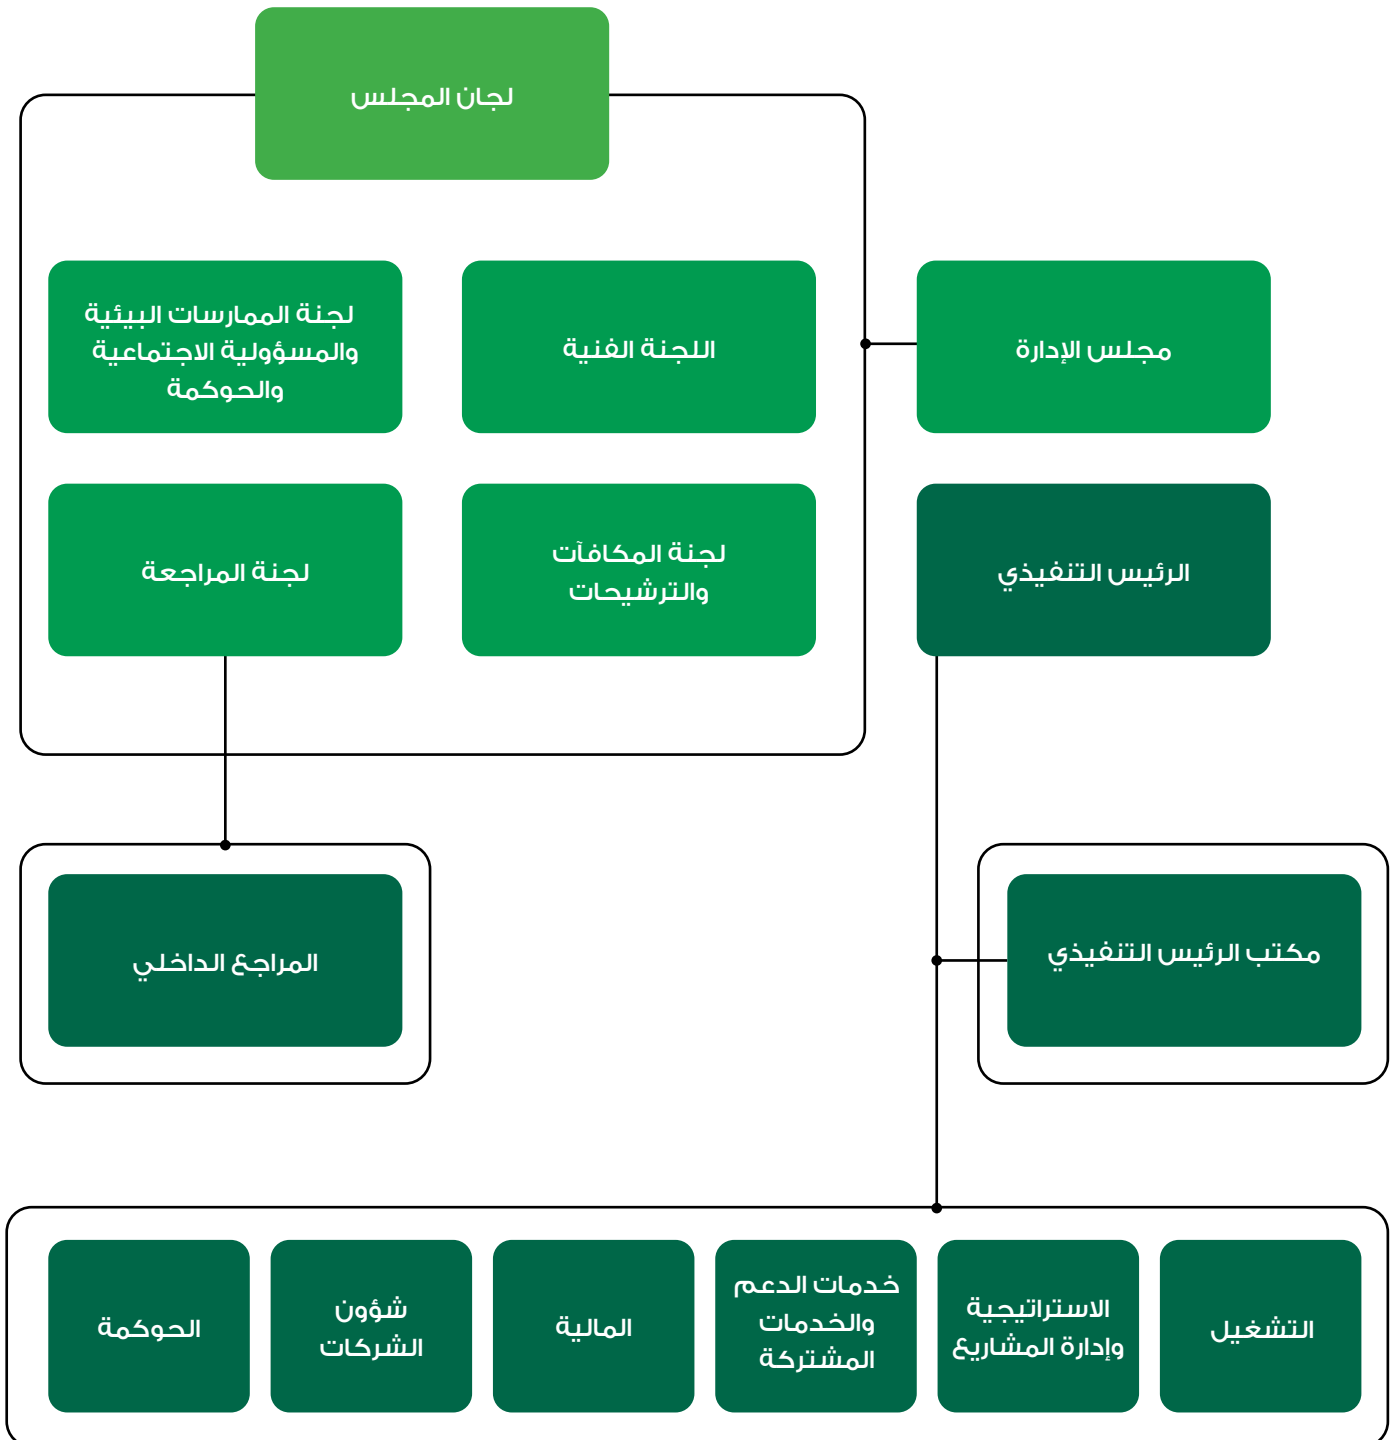 لجان المجلس
مجلس الإدارة
اللجنة الفنية
لجنة الممارسات البيئية
والمسؤولية الاجتماعية
والحوكمة
الرئيس التنفيذي
لجنة المكافآت
والترشيحات
لجنة المراجعة
مكتب الرئيس التنفيذي
المراجع الداخلي
التشغيل
الاستراتيجية
وإدارة المشاريع
خدمات الدعم
والخدمات
المشتركة
المالية
شؤون
الشركات
الحوكمة